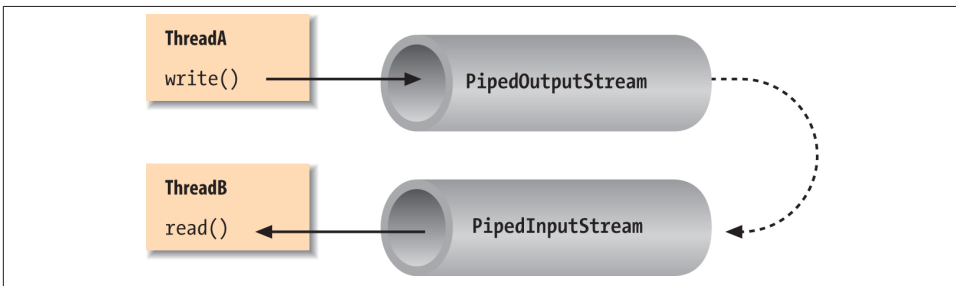 ThreadA
write()
PipedOutputStream
ThreadB
read()
PipedInputStream